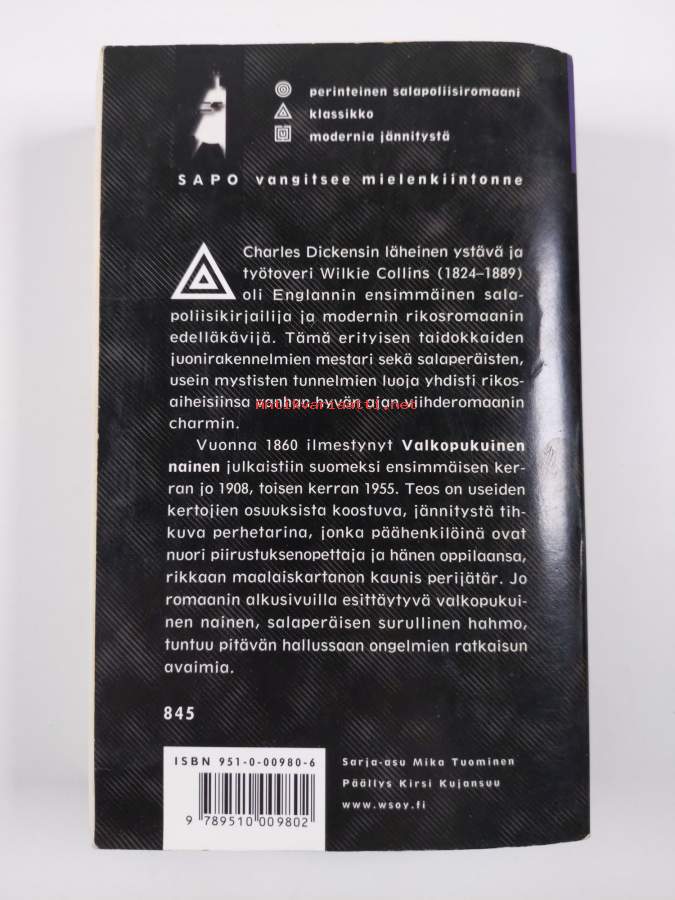 perinteinen salapoliisiromaani
klassikko
modernia jännitystä
SAPO vangitsee mielenkiintonne
Charles Dickensin läheinen ystävä ja
työtoveri Wilkie Collins (1824–1889)
oli Englannin ensimmäinen sala-
poliisikirjailija ja modernin rikosromaanin
edelläkävijä. Tämä erityisen taidokkaiden
juonirakennelmien mestari sekä salaperäisten,
usein mystisten tunnelmien luoja yhdisti rikos-
aiheisiinsa vanhan hyvän ajan viihderomaanin
Antikvariaatti.net
charmin.
Vuonna 1860 ilmestynyt Valkopukuinen
nainen julkaistiin suomeksi ensimmäisen ker-
ran jo 1908, toisen kerran 1955. Teos on useiden
kertojien osuuksista koostuva, jännitystä tih-
kuva perhetarina, jonka päähenkilöinä ovat
nuori piirustuksenopettaja ja hänen oppilaansa,
rikkaan maalaiskartanon kaunis perijätär. Jo
romaanin alkusivuilla esittäytyvä valkopukui-
nen nainen, salaperäisen surullinen hahmo,
tuntuu pitävän hallussaan ongelmien ratkaisun
avaimia.
845
ISBN 951-0-00980-6
9 789510 009802
Sarja-asu Mika Tuominen
Päällys Kirsi Kujansuu
www.wsoy.fi